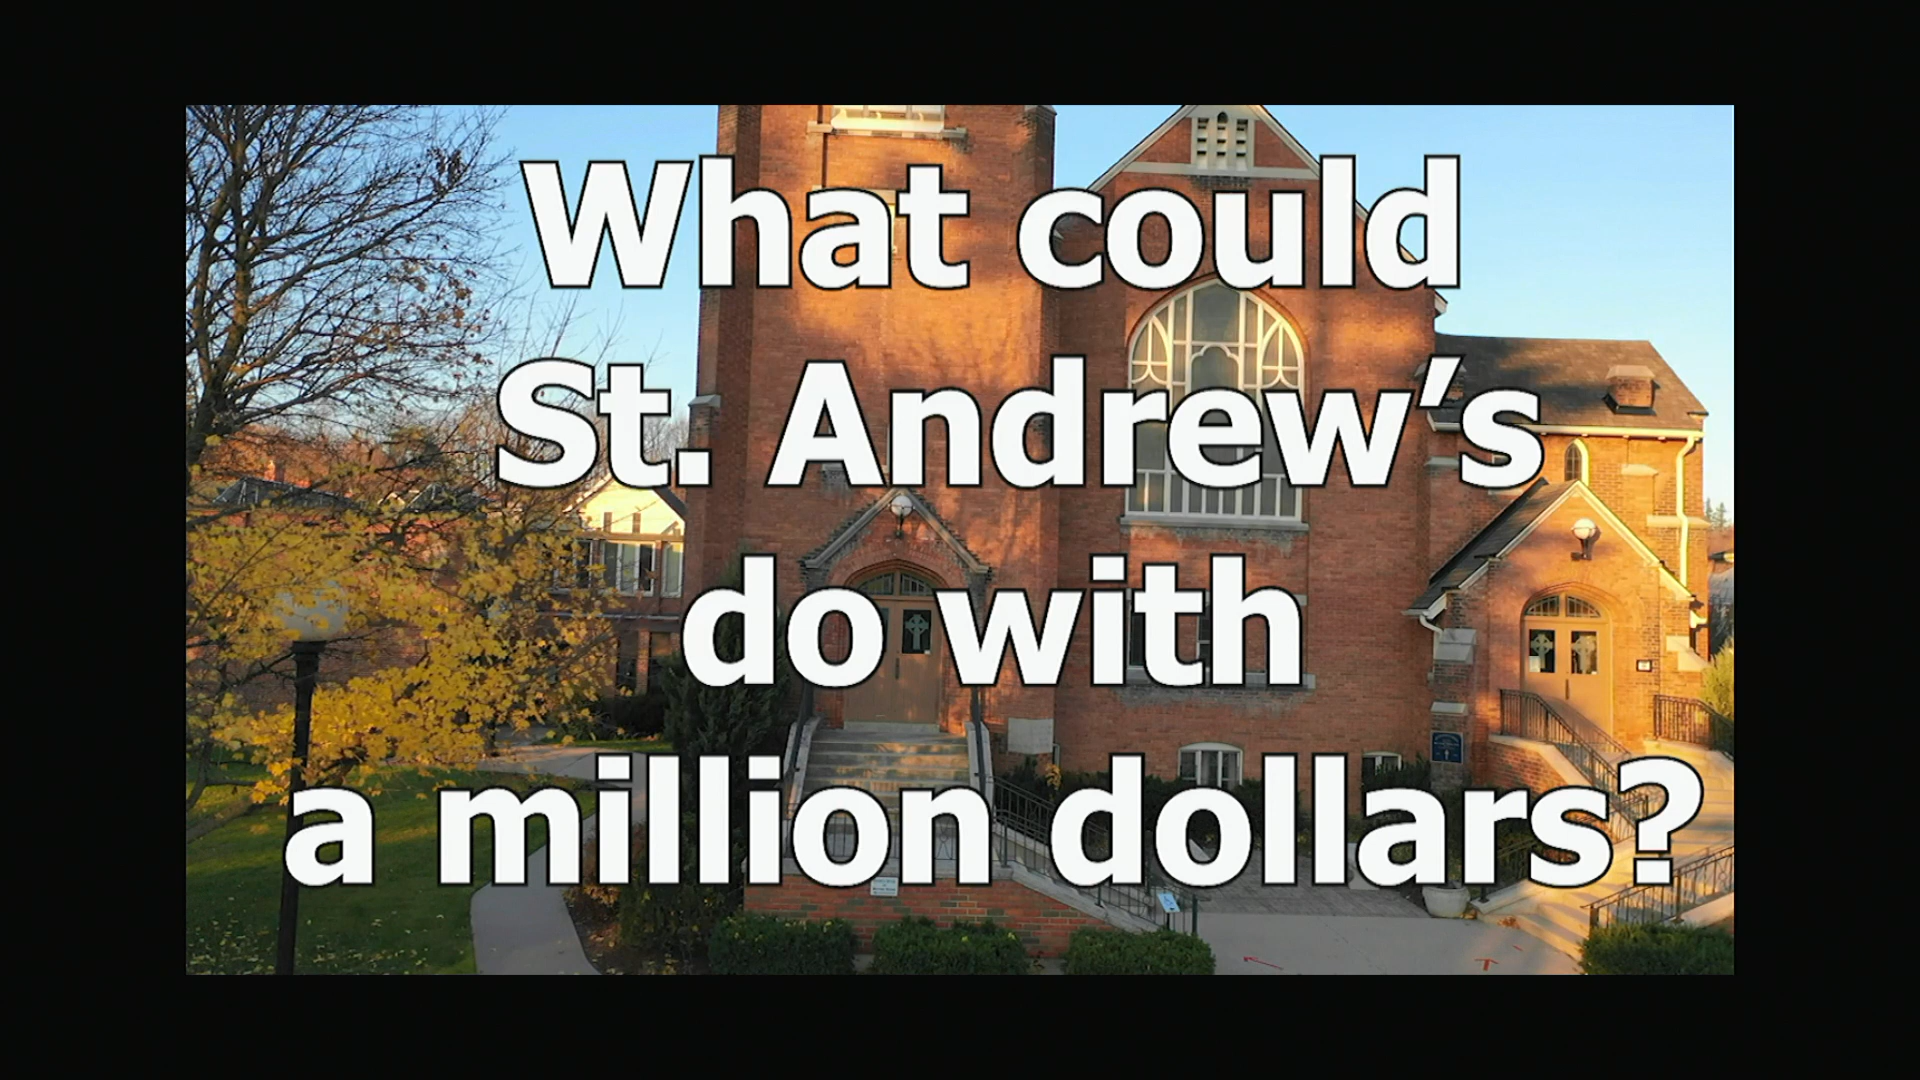 What could
St. Andrew’s
do with
a million dollars?